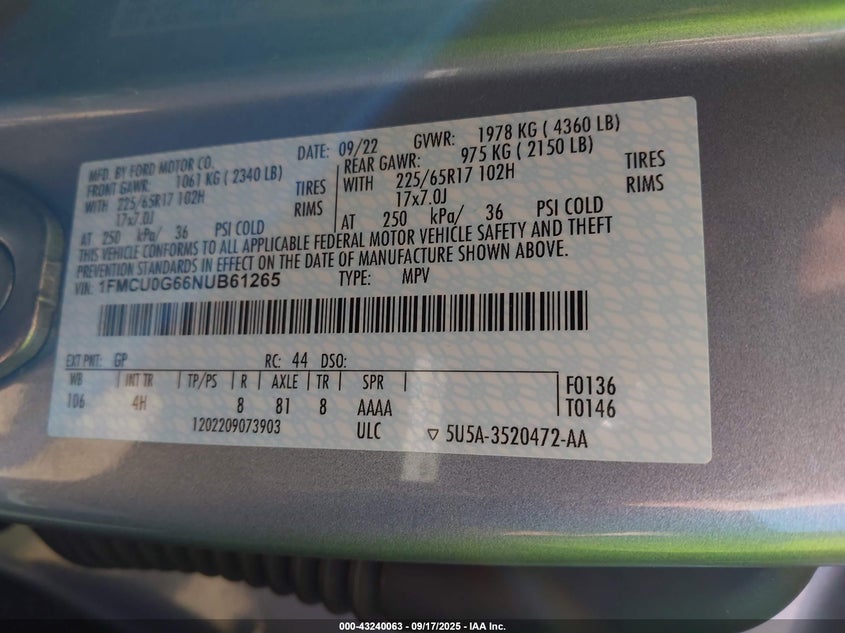 MFD. BY FORD MOTOR CO.
DATE: 09/22 GVWR: 1978 KG ( 4360 LB)
FRONT GAWR: 1061 KG ( 2340 LB) REAR GAWR: 975 KG ( 2150 LB)
WITH 225/65R17 102H TIRES WITH 225/65R17 102H TIRES
17x7.0J RIMS 17x7.0J RIMS
AT 250 kPa/ 36 PSI COLD AT 250 kPa/ 36 PSI COLD
THIS VEHICLE CONFORMS TO ALL APPLICABLE FEDERAL MOTOR VEHICLE SAFETY AND THEFT
PREVENTION STANDARDS IN EFFECT ON THE DATE OF MANUFACTURE SHOWN ABOVE.
VIN: 1FMCU0G66NUB61265 TYPE: MPV
EXT PNT: GP RC: 44 DSO:
WB INT TR TP/PS R AXLE TR SPR F0136
106 4H 8 81 8 AAAA T0146
1202209073903 ULC ▽ 5U5A-3520472-AA
000-43240063 - 09/17/2025 - IAA Inc.